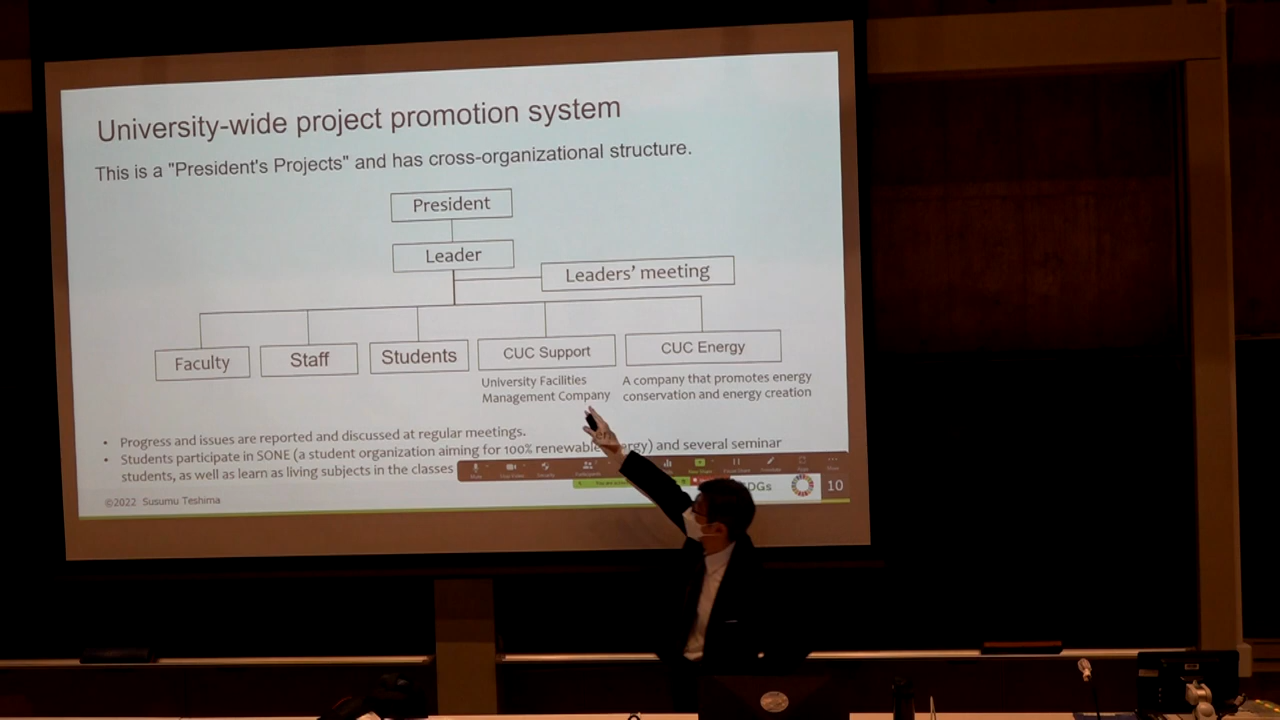 University-wide project promotion system
This is a "President's Projects" and has cross-organizational structure.
President
Leader
Leaders' meeting
Faculty
Staff
Students
CUC Support
CUC Energy
University Facilities
Management Company
A company that promotes energy
conservation and energy creation
• Progress and issues are reported and discussed at regular meetings.
• Students participate in SONE (a student organization aiming for 100% renewable energy) and several seminar
students, as well as learn as living subjects in the classes
©2022 Susumu Teshima
SDGs
10